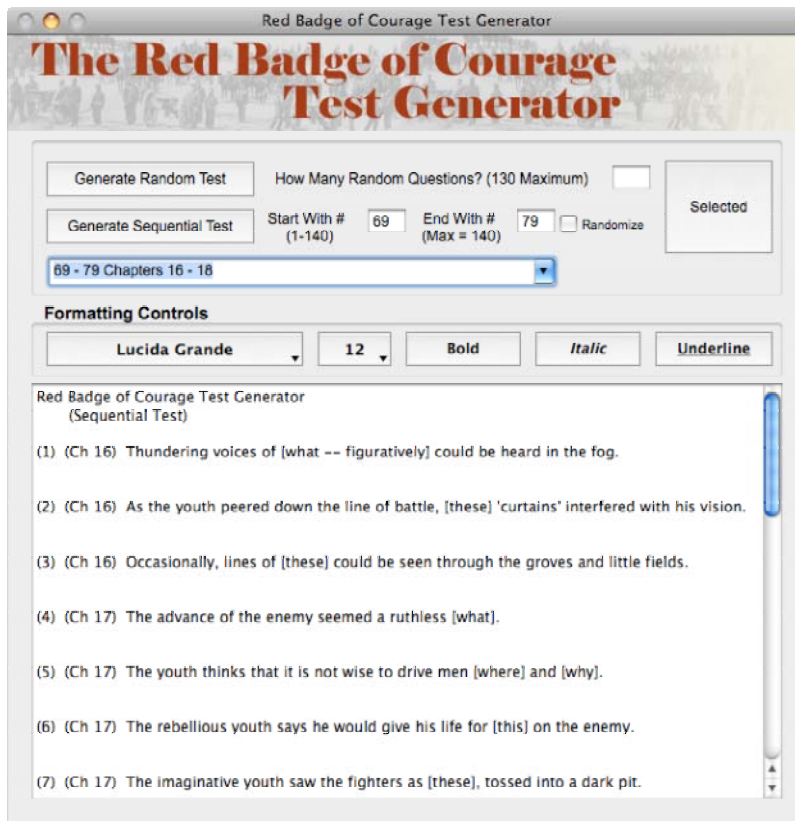 Red Badge of Courage Test Generator
The Red Badge of Courage
Test Generator
Generate Random Test
How Many Random Questions? (130 Maximum)
Selected
Generate Sequential Test
Start With #
(1-140)
69
End With #
(Max = 140)
79
Randomize
69 - 79 Chapters 16 - 18
Formatting Controls
Lucida Grande
12
Bold
Italic
Underline
Red Badge of Courage Test Generator
(Sequential Test)
(1) (Ch 16) Thundering voices of [what -- figuratively] could be heard in the fog.
(2) (Ch 16) As the youth peered down the line of battle, [these] 'curtains' interfered with his vision.
(3) (Ch 16) Occasionally, lines of [these] could be seen through the groves and little fields.
(4) (Ch 17) The advance of the enemy seemed a ruthless [what].
(5) (Ch 17) The youth thinks that it is not wise to drive men [where] and [why].
(6) (Ch 17) The rebellious youth says he would give his life for [this] on the enemy.
(7) (Ch 17) The imaginative youth saw the fighters as [these], tossed into a dark pit.